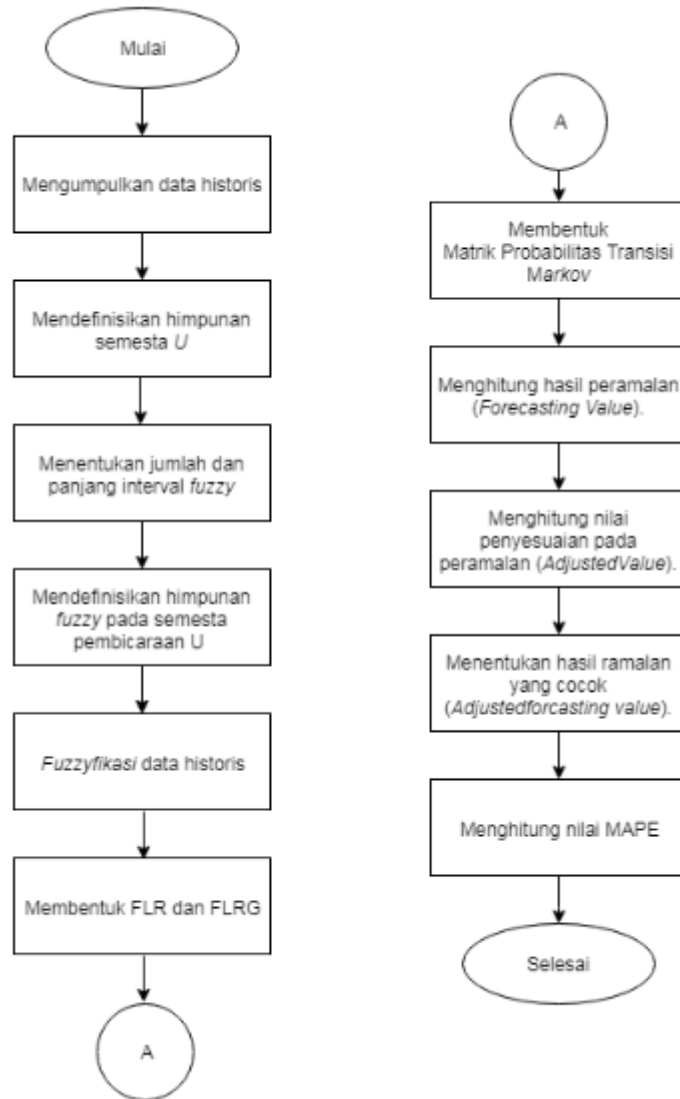 Mulai
Mengumpulkan data historis
Mendefinisikan himpunan
semesta U
Menentukan jumlah dan
panjang interval fuzzy
Mendefinisikan himpunan
fuzzy pada semesta
pembicaraan U
Fuzzyfikasi data historis
Membentuk FLR dan FLRG
A
A
Membentuk
Matrik Probabilitas Transisi
Markov
Menghitung hasil peramalan
(Forecasting Value).
Menghitung nilai
penyesuaian pada
peramalan (AdjustedValue).
Menentukan hasil ramalan
yang cocok
(Adjustedforcasting value).
Menghitung nilai MAPE
Selesai